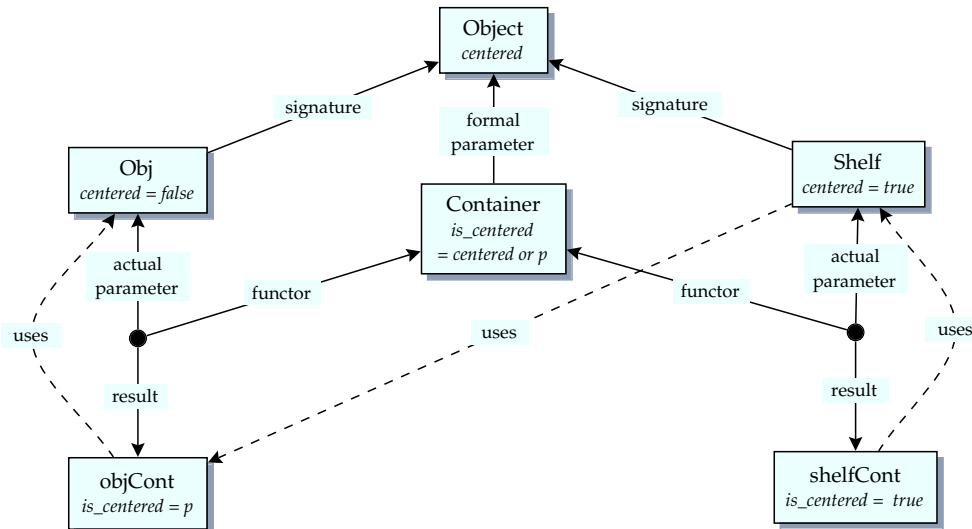 Object
centered
signature
formal
parameter
signature
Obj
centered = false
Container
is_centered
= centered or p
Shelf
centered = true
actual
parameter
functor
functor
actual
parameter
uses
uses
uses
result
result
objCont
is_centered = p
shelfCont
is_centered = true